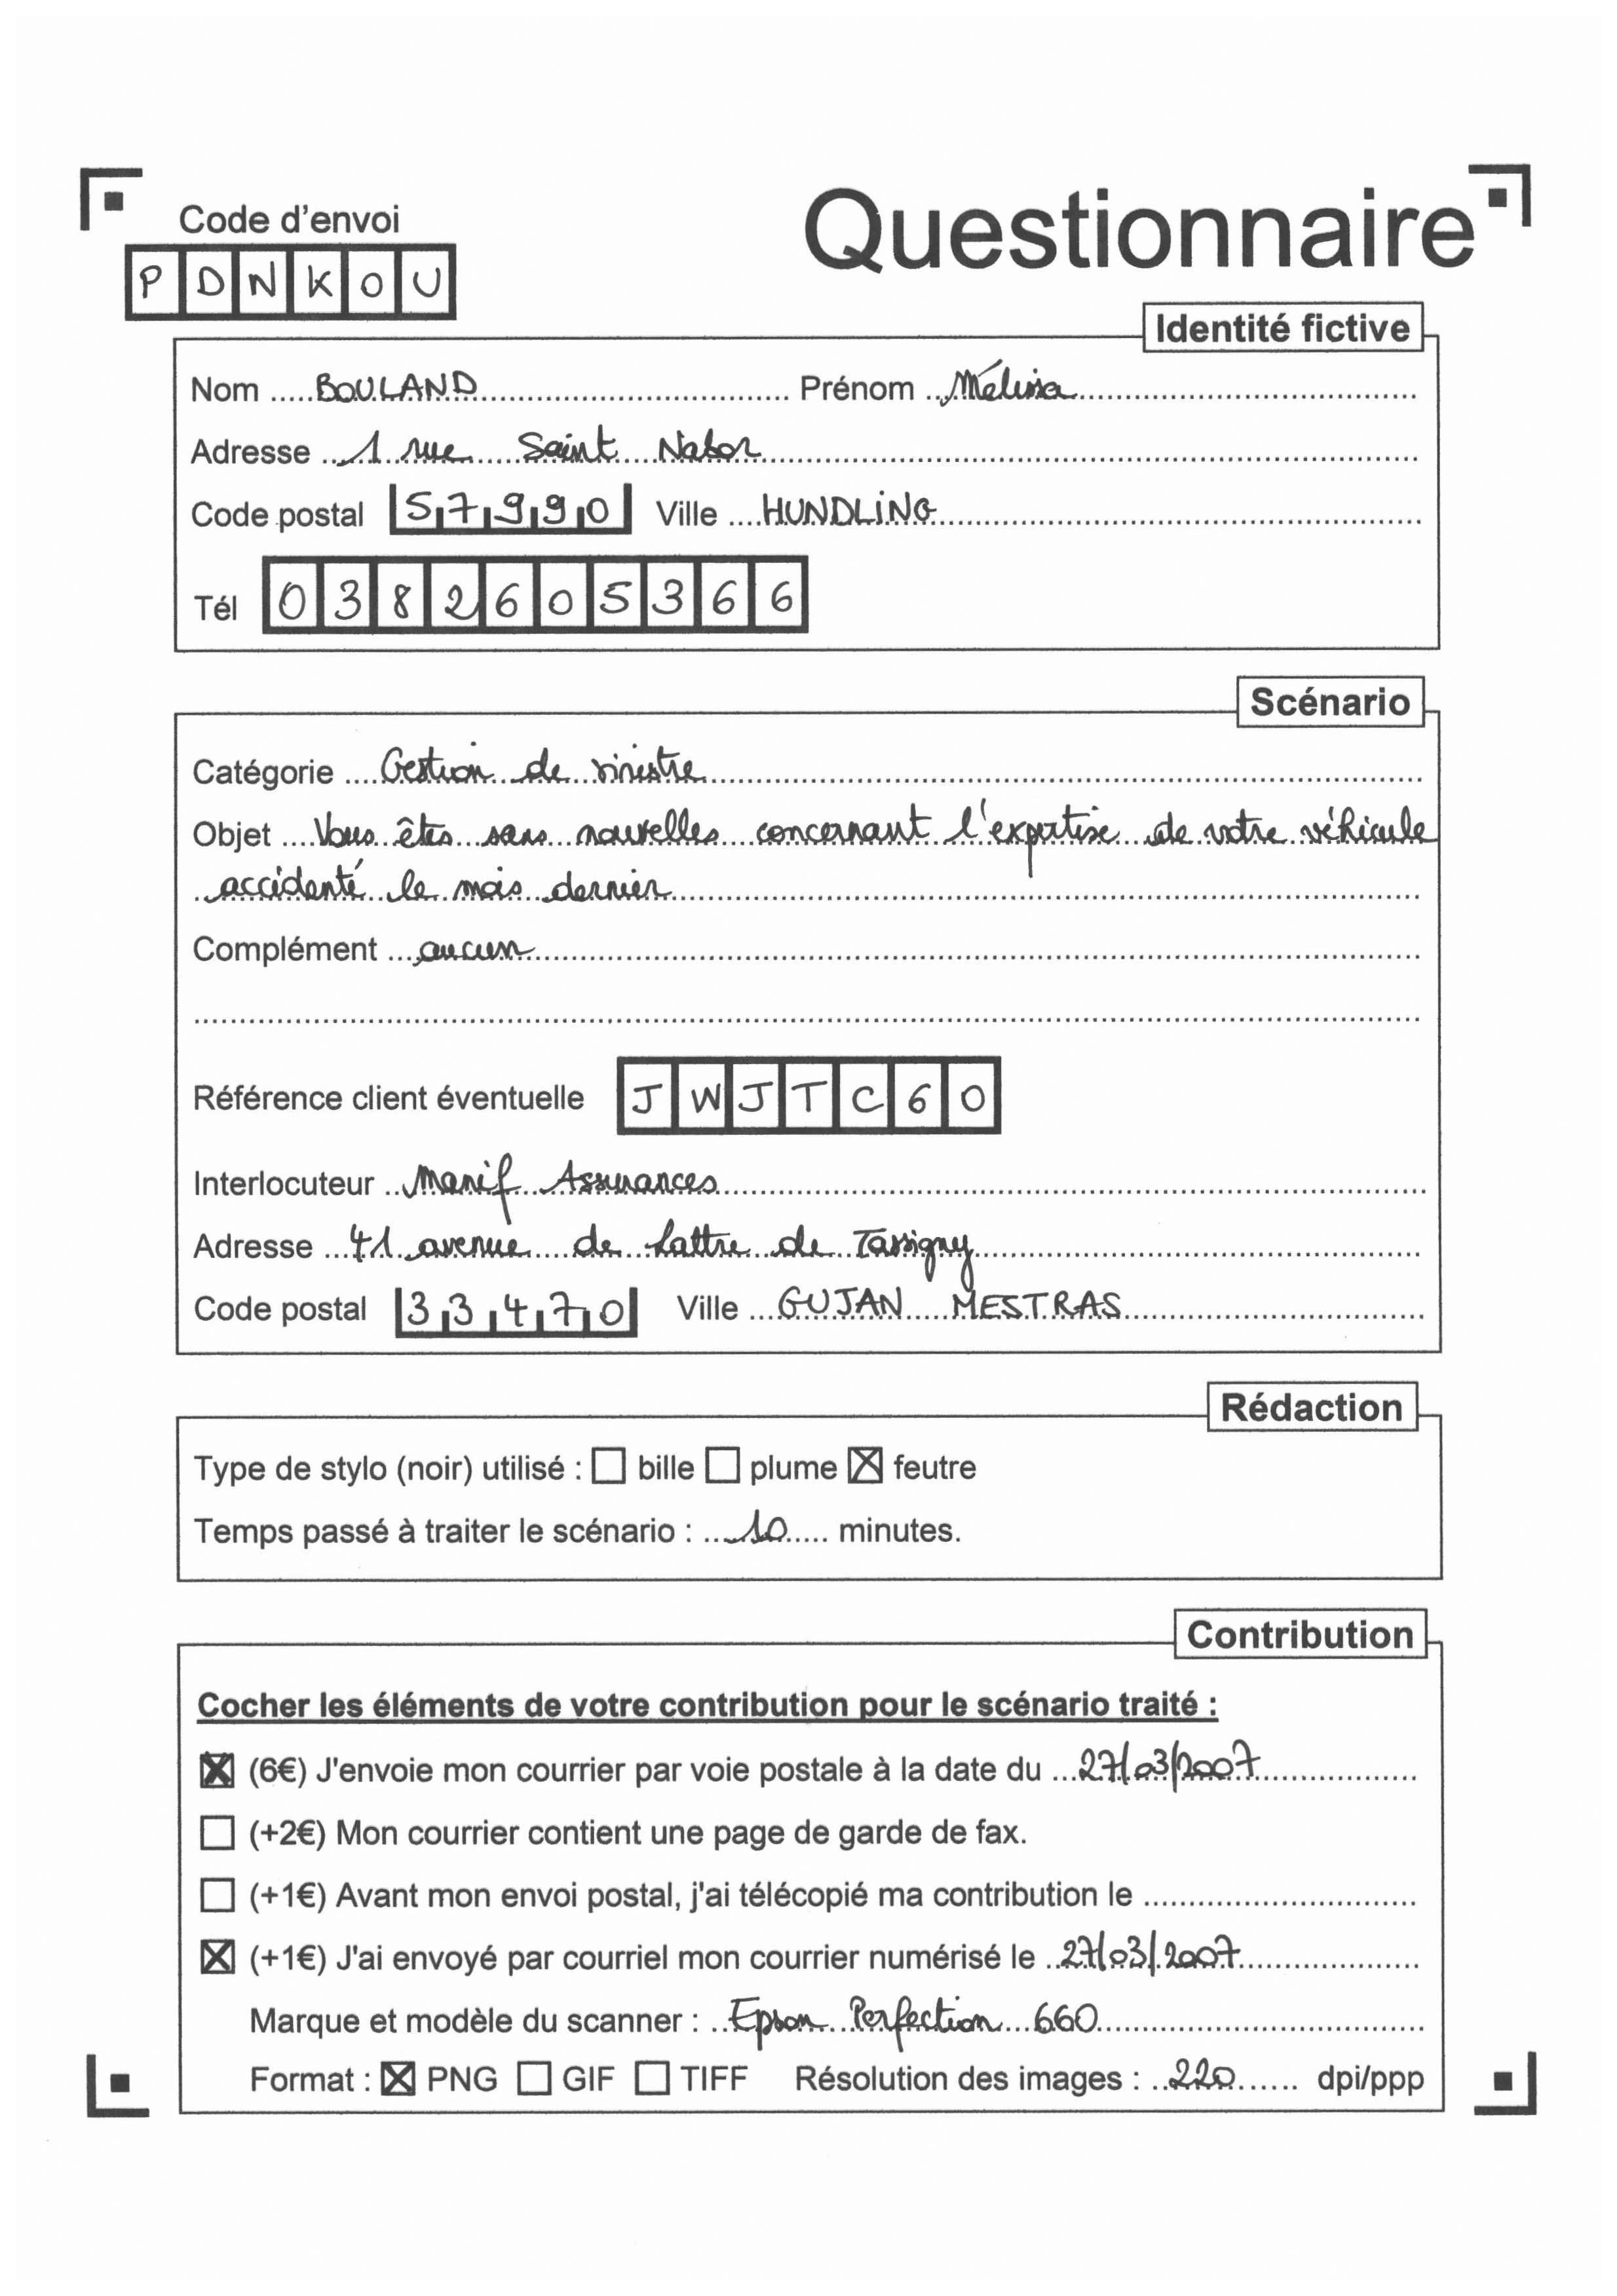 Code d'envoi
Questionnaire
P D N K O U
Identité fictive
Nom BOULAND Prénom Mélissa
Adresse 1 rue Saint Nabor
Code postal 57990 Ville HUNDLING
Tél 0382605366
Scénario
Catégorie Gestion de sinistre
Objet Vous êtes sans nouvelles concernant l'expertise de votre véhicule
accidenté le mois dernier
Complément aucun
Référence client éventuelle J W J T C 6 0
Interlocuteur Manif Assurances
Adresse 41 avenue de Lattre de Tassigny
Code postal 33470 Ville GUJAN MESTRAS
Rédaction
Type de stylo (noir) utilisé : ☐ bille ☐ plume ☒ feutre
Temps passé à traiter le scénario : 10 minutes.
Contribution
Cocher les éléments de votre contribution pour le scénario traité :
☒ (6€) J'envoie mon courrier par voie postale à la date du 27/03/2007
☐ (+2€) Mon courrier contient une page de garde de fax.
☐ (+1€) Avant mon envoi postal, j'ai télécopié ma contribution le
☒ (+1€) J'ai envoyé par courriel mon courrier numérisé le 27/03/2007
Marque et modèle du scanner : Epson Perfection 660
Format : ☒ PNG ☐ GIF ☐ TIFF Résolution des images : 220 dpi/ppp